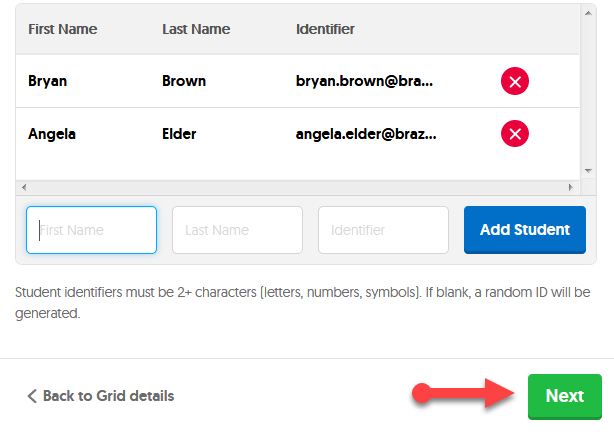 First Name Last Name Identifier
Bryan Brown bryan.brown@bra...
Angela Elder angela.elder@braz...
First Name Last Name Identifier Add Student
Student identifiers must be 2+ characters (letters, numbers, symbols). If blank, a random ID will be
generated.
Back to Grid details Next